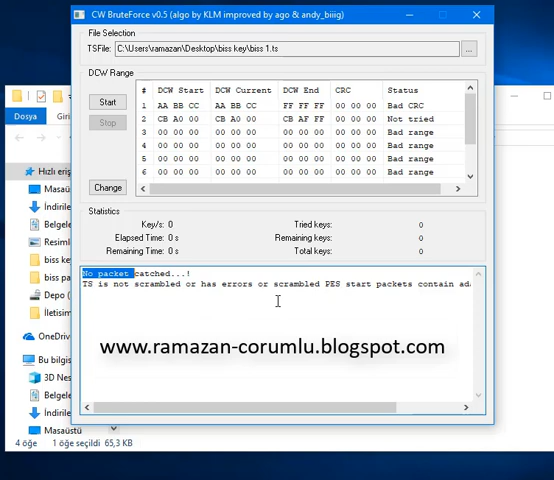 CW BruteForce v0.5 (algo by KLM improved by ago & andy_biiig)
File Selection
TSFile: C:\Users\ramazan\Desktop\biss key\biss 1.ts
...
DCW Range
# DCW Start DCW Current DCW End CRC Status
Start
1 AA BB CC AA BB CC FF FF FF 00 00 00 Bad CRC
Stop
2 CB A0 00 CB A0 00 CB AF FF 00 00 00 Not tried
3 00 00 00 00 00 00 00 00 00 00 00 00 Bad range
4 00 00 00 00 00 00 00 00 00 00 00 00 Bad range
5 00 00 00 00 00 00 00 00 00 00 00 00 Bad range
6 00 00 00 00 00 00 00 00 00 00 00 00 Bad range
Change
Statistics
Key/s: 0 Tried keys: 0
Elapsed Time: 0 s Remaining keys: 0
Remaining Time: 0 s Total keys: 0
No packet catched...!
TS is not scrambled or has errors or scrambled PES start packets contain ada
www.ramazan-corumlu.blogspot.com
Dosya
Giri
Hızlı eriş
Masaüst
İndirile
Belgele
Resiml
biss ke
biss pa
Depo (
İletisim
OneDriv
Bu bilgis
3D Nes
Belgele
İndirile
Masaüstü
4 öğe 1 öğe seçildi 65,3 KB